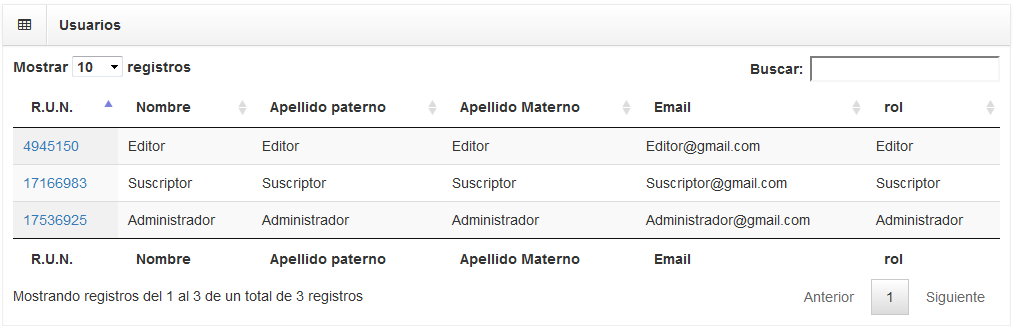 Usuarios
Mostrar 10 registros Buscar:
R.U.N. Nombre Apellido paterno Apellido Materno Email rol
4945150 Editor Editor Editor Editor@gmail.com Editor
17166983 Suscriptor Suscriptor Suscriptor Suscriptor@gmail.com Suscriptor
17536925 Administrador Administrador Administrador Administrador@gmail.com Administrador
R.U.N. Nombre Apellido paterno Apellido Materno Email rol
Mostrando registros del 1 al 3 de un total de 3 registros Anterior 1 Siguiente